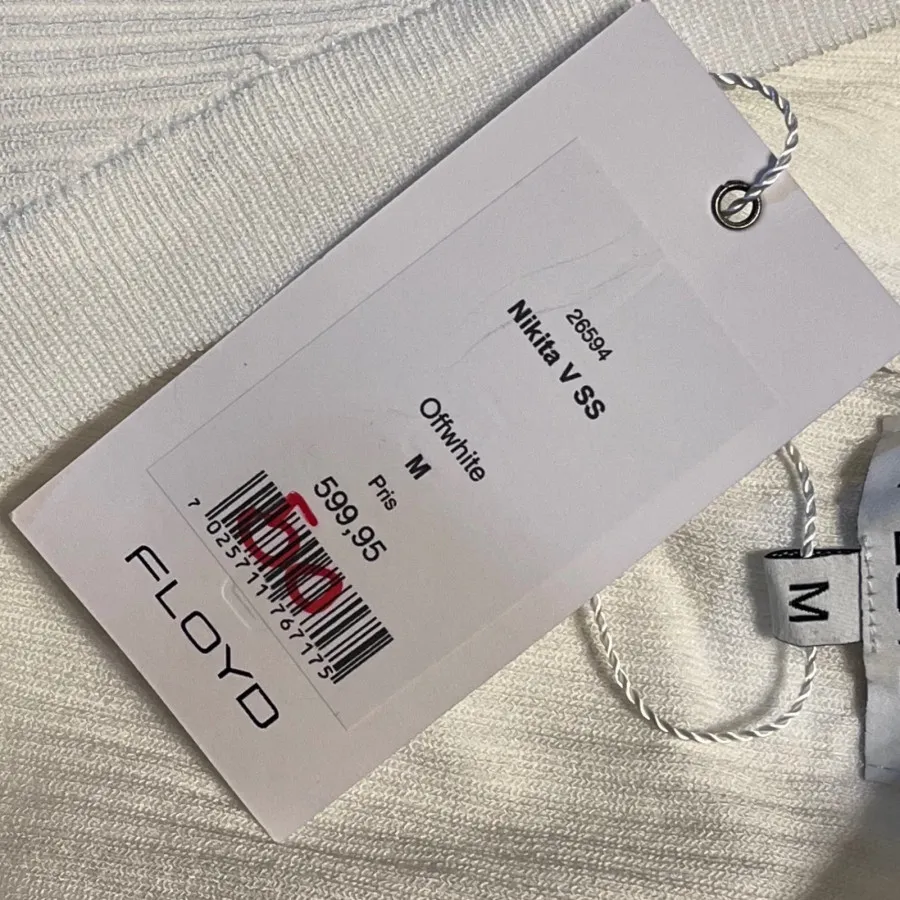 26594
Nikita V SS
Offwhite
M
Pris
599,95
50
7 025711 767175
FLOYD
M